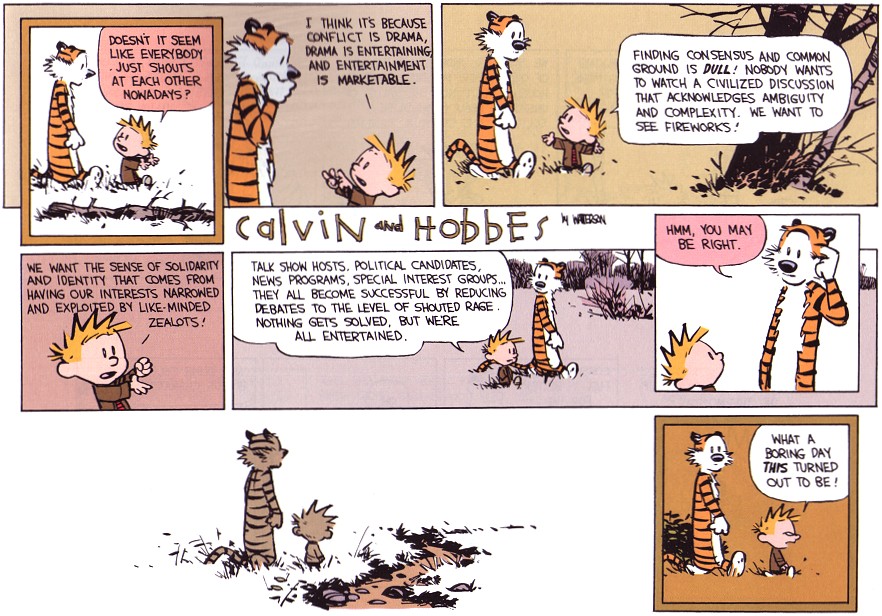 DOESN'T IT SEEM
LIKE EVERYBODY
JUST SHOUTS
AT EACH OTHER
NOWADAYS?
I THINK IT'S BECAUSE
CONFLICT IS DRAMA,
DRAMA IS ENTERTAINING,
AND ENTERTAINMENT
IS MARKETABLE.
FINDING CONSENSUS AND COMMON
GROUND IS DULL! NOBODY WANTS
TO WATCH A CIVILIZED DISCUSSION
THAT ACKNOWLEDGES AMBIGUITY
AND COMPLEXITY. WE WANT TO
SEE FIREWORKS!
CalviN and HobbEs by WATTERSON
WE WANT THE SENSE OF SOLIDARITY
AND IDENTITY THAT COMES FROM
HAVING OUR INTERESTS NARROWED
AND EXPLOITED BY LIKE-MINDED
ZEALOTS!
TALK SHOW HOSTS. POLITICAL CANDIDATES,
NEWS PROGRAMS, SPECIAL INTEREST GROUPS...
THEY ALL BECOME SUCCESSFUL BY REDUCING
DEBATES TO THE LEVEL OF SHOUTED RAGE.
NOTHING GETS SOLVED, BUT WE'RE
ALL ENTERTAINED.
HMM, YOU MAY
BE RIGHT.
WHAT A
BORING DAY
THIS TURNED
OUT TO BE!